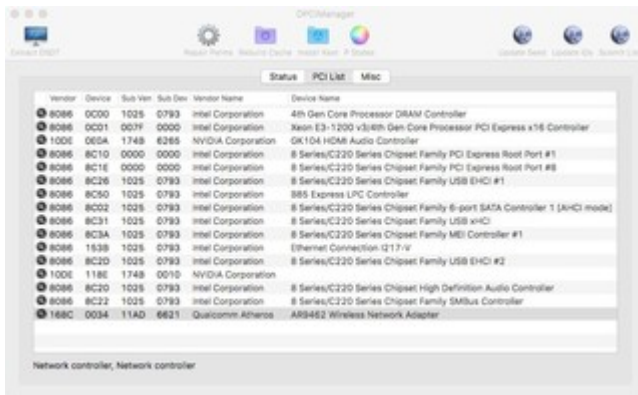 DPCIManager
Extract DSDT Repair Perms Rebuild Cache Install Kext P States Update Seed Update IDs Submit
Status PCI List Misc
Vendor Device Sub Ven Sub Dev Vendor Name Device Name
8086 0C00 1025 0793 Intel Corporation 4th Gen Core Processor DRAM Controller
8086 0C01 007F 0000 Intel Corporation Xeon E3-1200 v3/4th Gen Core Processor PCI Express x16 Controller
10DE 0E0A 174B 6265 NVIDIA Corporation GK104 HDMI Audio Controller
8086 8C10 0000 0000 Intel Corporation 8 Series/C220 Series Chipset Family PCI Express Root Port #1
8086 8C1E 0000 0000 Intel Corporation 8 Series/C220 Series Chipset Family PCI Express Root Port #8
8086 8C26 1025 0793 Intel Corporation 8 Series/C220 Series Chipset Family USB EHCI #1
8086 8C50 1025 0793 Intel Corporation B85 Express LPC Controller
8086 8C02 1025 0793 Intel Corporation 8 Series/C220 Series Chipset Family 6-port SATA Controller 1 [AHCI mode]
8086 8C31 1025 0793 Intel Corporation 8 Series/C220 Series Chipset Family USB xHCI
8086 8C3A 1025 0793 Intel Corporation 8 Series/C220 Series Chipset Family MEI Controller #1
8086 153B 1025 0793 Intel Corporation Ethernet Connection I217-V
8086 8C2D 1025 0793 Intel Corporation 8 Series/C220 Series Chipset Family USB EHCI #2
10DE 118E 174B 0010 NVIDIA Corporation
8086 8C20 1025 0793 Intel Corporation 8 Series/C220 Series Chipset High Definition Audio Controller
8086 8C22 1025 0793 Intel Corporation 8 Series/C220 Series Chipset Family SMBus Controller
168C 0034 11AD 6621 Qualcomm Atheros AR9462 Wireless Network Adapter
Network controller, Network controller